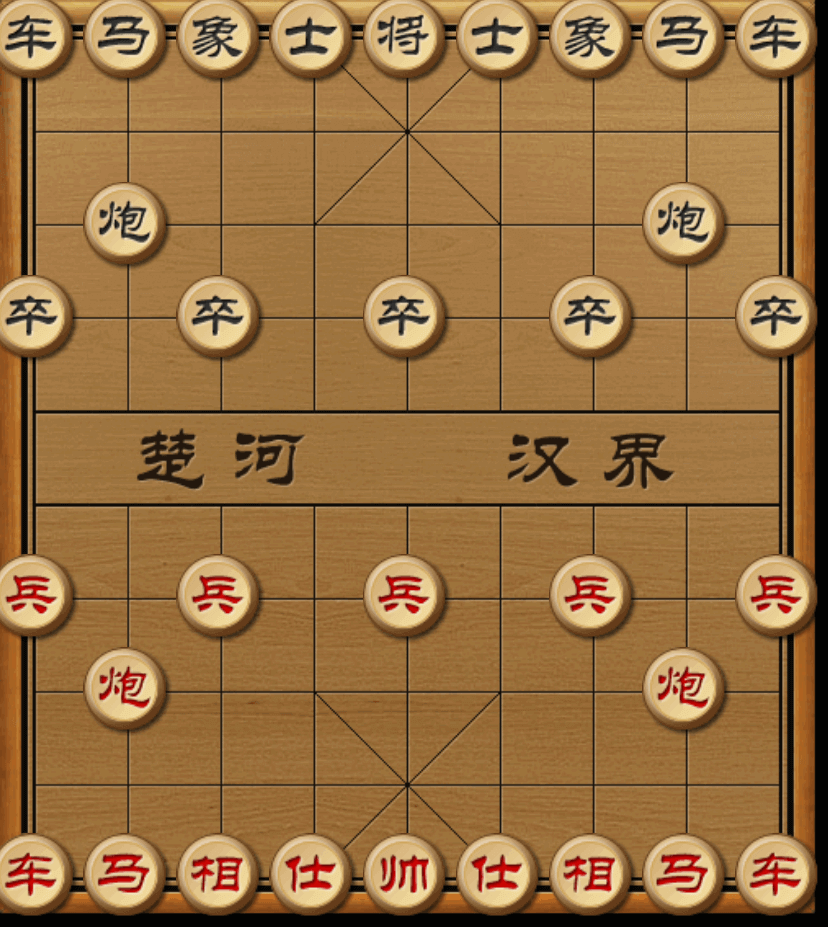 车马象士将士象马车
炮炮
卒卒卒卒卒
楚河 汉界
兵兵兵兵兵
炮炮
车马相仕帅仕相马车